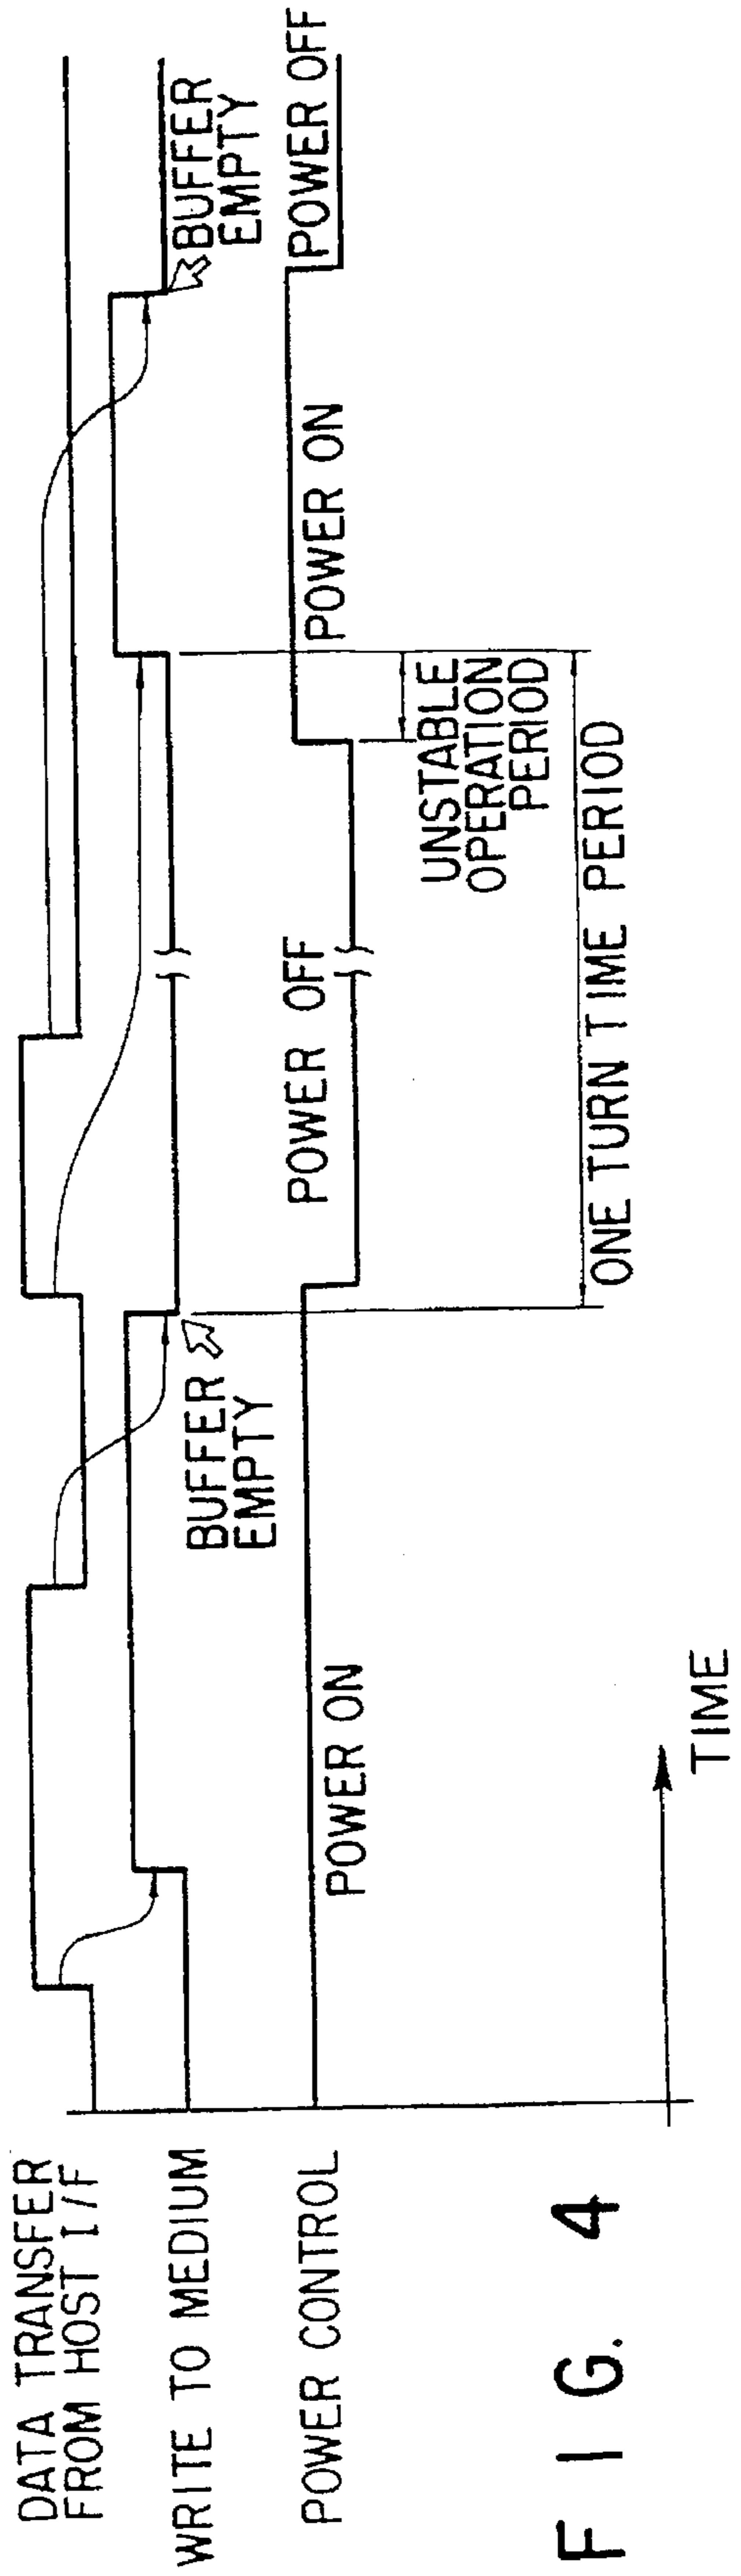 DATA TRANSFER
FROM HOST I/F
WRITE TO MEDIUM
BUFFER
EMPTY
BUFFER
EMPTY
POWER CONTROL
POWER ON
POWER OFF
POWER ON
POWER OFF
UNSTABLE
OPERATION
PERIOD
ONE TURN TIME PERIOD
TIME
FIG. 4